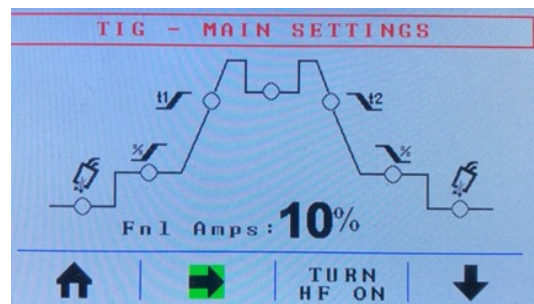 TIG - MAIN SETTINGS
t1
t2
%
%
Fnl Amps: 10%
TURN
HF ON